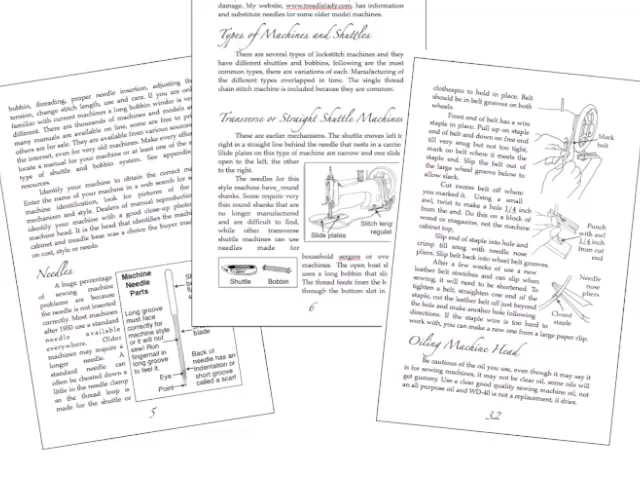 bobbin, threading, proper needle insertion, adjusting the
tension, change stitch length, use and care. If you are
familiar with current machines a long bobbin winder is
different. There are thousands of machines and models
many manuals are available on line, some are free to
others are for sale. They are available from various sources
the internet, even for very old machines. Make every
locate a manual for your machine or at least one of the
type of shuttle and bobbin system. See
resources.
Identify your machine to obtain the correct
Enter the name of your machine in a web search for
machine identification, look for pictures of the
mechanism and style. Dealers of manual
identify your machine with a good close-up
machine head. It is the head that identifies the
cabinet and treadle base was a choice the buyer
on cost, style or needs.
Needles
A huge percentage
of sewing machine
problems are because
the needle is not inserted
correctly. Most machines
after 1950 use a standard
needle available
everywhere. Older
machines may require a
longer needle. A
standard needle can
often be cheated down a
little in the needle clamp
so the thread loop is
made for the shuttle or
Machine
Needle
Parts
Long groove
must face
correctly for
machine style
or it will not
sew! Run
fingernail in
long groove
to feel it.
Eye
Point
blade
Back of
needle has an
indentation or
short groove
called a scarf
5
damage. My website, www.treadlelady.com, has information
and substitute needles for some older model machines.
Types of Machines and Shuttles
There are several types of lockstitch machines and they
have different shuttles and bobbins, following are the most
common types, there are variations of each. Manufacturing of
the different types overlapped in time. The single thread
chain stitch machine is included because they are common.
Transverse or Straight Shuttle Machines
These are earlier mechanisms. The shuttle moves left
right in a straight line behind the needle that rests in a carrier
Slide plates on this type of machine are narrow and one slide
open to the left, the other
to the right.
The needles for this
style machine have round
shanks. Some require very
thin round shanks that are
no longer manufactured
and are difficult to find,
while other transverse
shuttle machines can use
needles made for
Slide plates
Stitch
Shuttle
Bobbin
household sergers or
machines. The open boat
uses a long bobbin that
The thread feeds from the
through the bottom slot in
6
clothespin to hold in place. Belt
should be in belt grooves on both
wheels.
Front end of belt has a wire
staple in place. Pull up on staple
end of belt and down on free end
till very snug but not too tight,
mark on belt where it meets the
staple end. Slip the belt out of
the large wheel groove below to
allow slack.
Cut excess belt off where
you marked it. Using a small
awl, twist to make a hole 1/4 inch
from the end. Do this on a block of
wood or magazine, not the machine
cabinet top.
Slip end of staple into hole and
crimp till snug with needle nose
pliers. Slip belt back into wheel belt grooves.
After a few weeks of use a new
leather belt stretches and can slip when
sewing, it will need to be shortened. To
tighten a belt, straighten one end of the
staple, cut the leather belt off just beyond
the hole and make another hole following
directions. If the staple wire is too hard to
work with, you can make a new one from a large paper clip.
Mark
belt
Punch
with awl
1/4 inch
from cut
end
Needle
nose
pliers
Closed
staple
Oiling Machine Head
Be cautious of the oil you use, even though it may say it
is for sewing machines, it may not be clear oil, some oils will
get gummy. Use a clear good quality sewing machine oil, not
an all purpose oil and WD-40 is not a replacement, it dries.
32